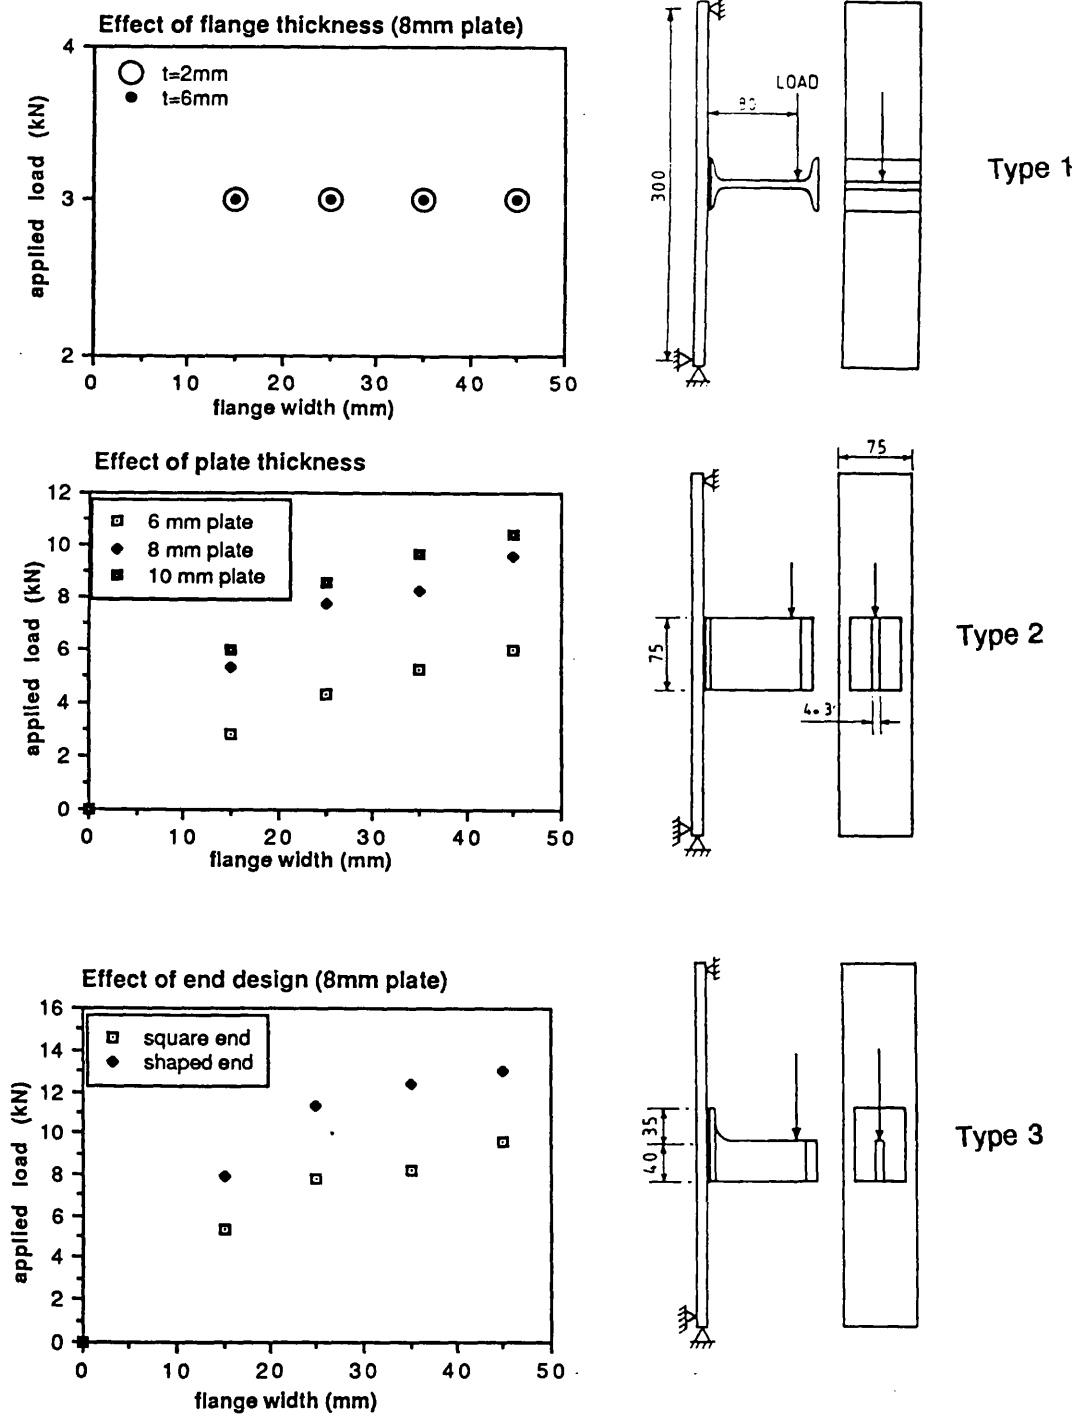 Effect of flange thickness (8mm plate)
4
t=2mm
t=6mm
applied load (kN)
3
2
0 10 20 30 40 50
flange width (mm)
LOAD
80
300
Type 1
Effect of plate thickness
12
6 mm plate
8 mm plate
10 mm plate
10
8
applied load (kN)
6
4
2
0
0 10 20 30 40 50
flange width (mm)
75
75
4.3
Type 2
Effect of end design (8mm plate)
16
square end
shaped end
14
12
applied load (kN)
10
8
6
4
2
0
0 10 20 30 40 50
flange width (mm)
35
40
Type 3